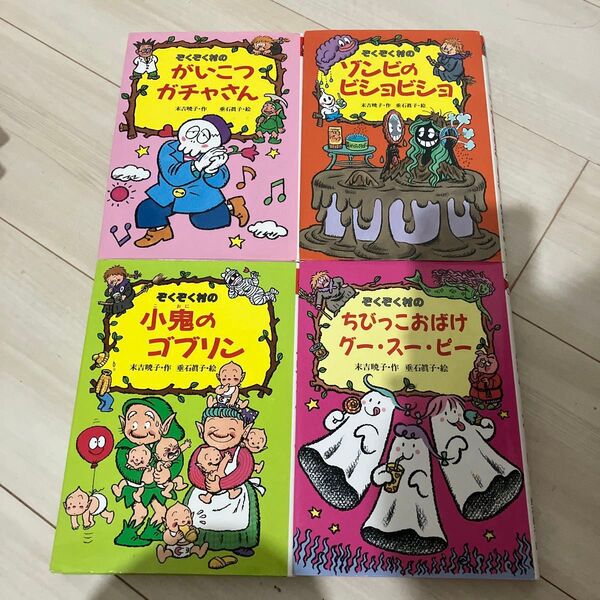 ぞくぞく村の
がいこつ
ガチャさん
末吉暁子・作 垂石眞子・絵
ぞくぞく村の
ゾンビの
ビショビショ
末吉暁子・作 垂石眞子・絵
ぞくぞく村の
おに
小鬼の
ゴブリン
末吉暁子・作 垂石眞子・絵
ぞくぞく村の
ちびっこおばけ
グー・スー・ピー
末吉暁子・作 垂石眞子・絵